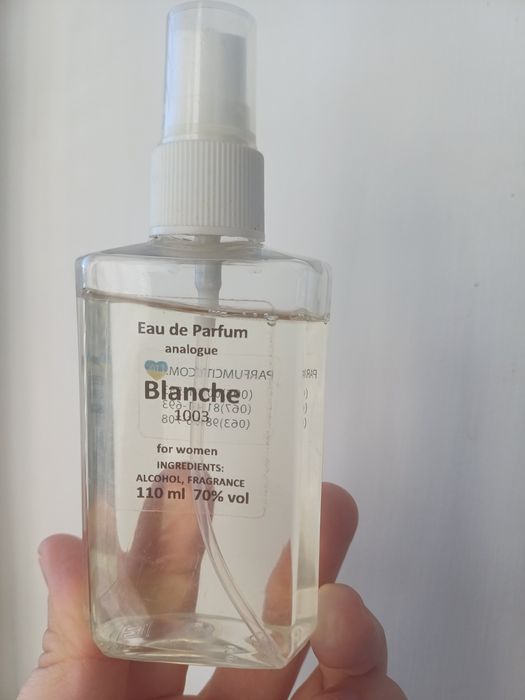 Eau de Parfum
analogue
Blanche
1003
for women
INGREDIENTS:
ALCOHOL, FRAGRANCE
110 ml 70% vol